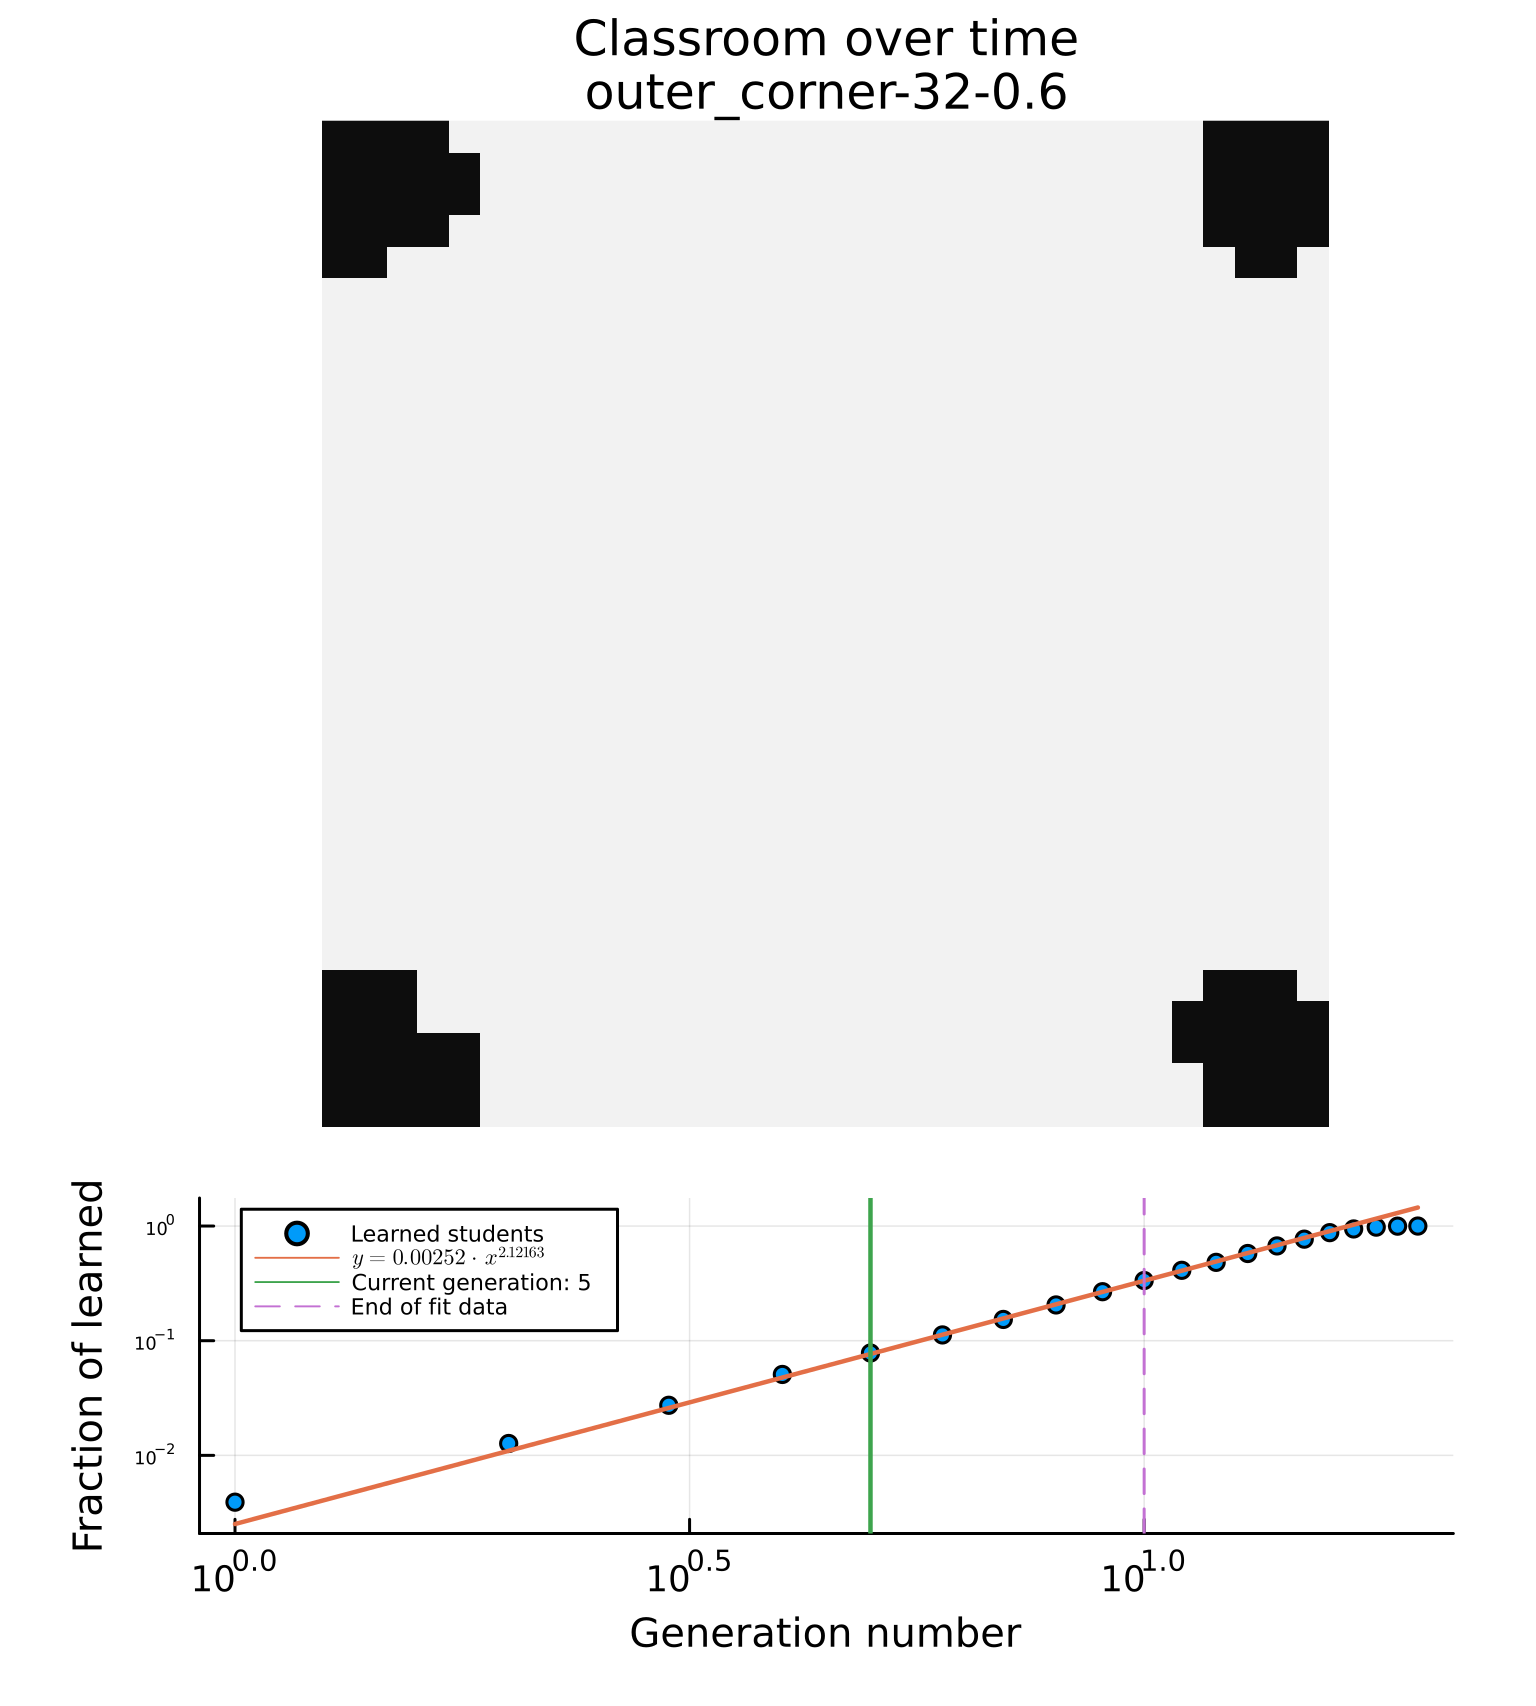 Classroom over time
outer_corner-32-0.6
Fraction of learned
10^0
10^-1
10^-2
Learned students
y = 0.00252 · x^2.12163
Current generation: 5
End of fit data
10^0.0
10^0.5
10^1.0
Generation number